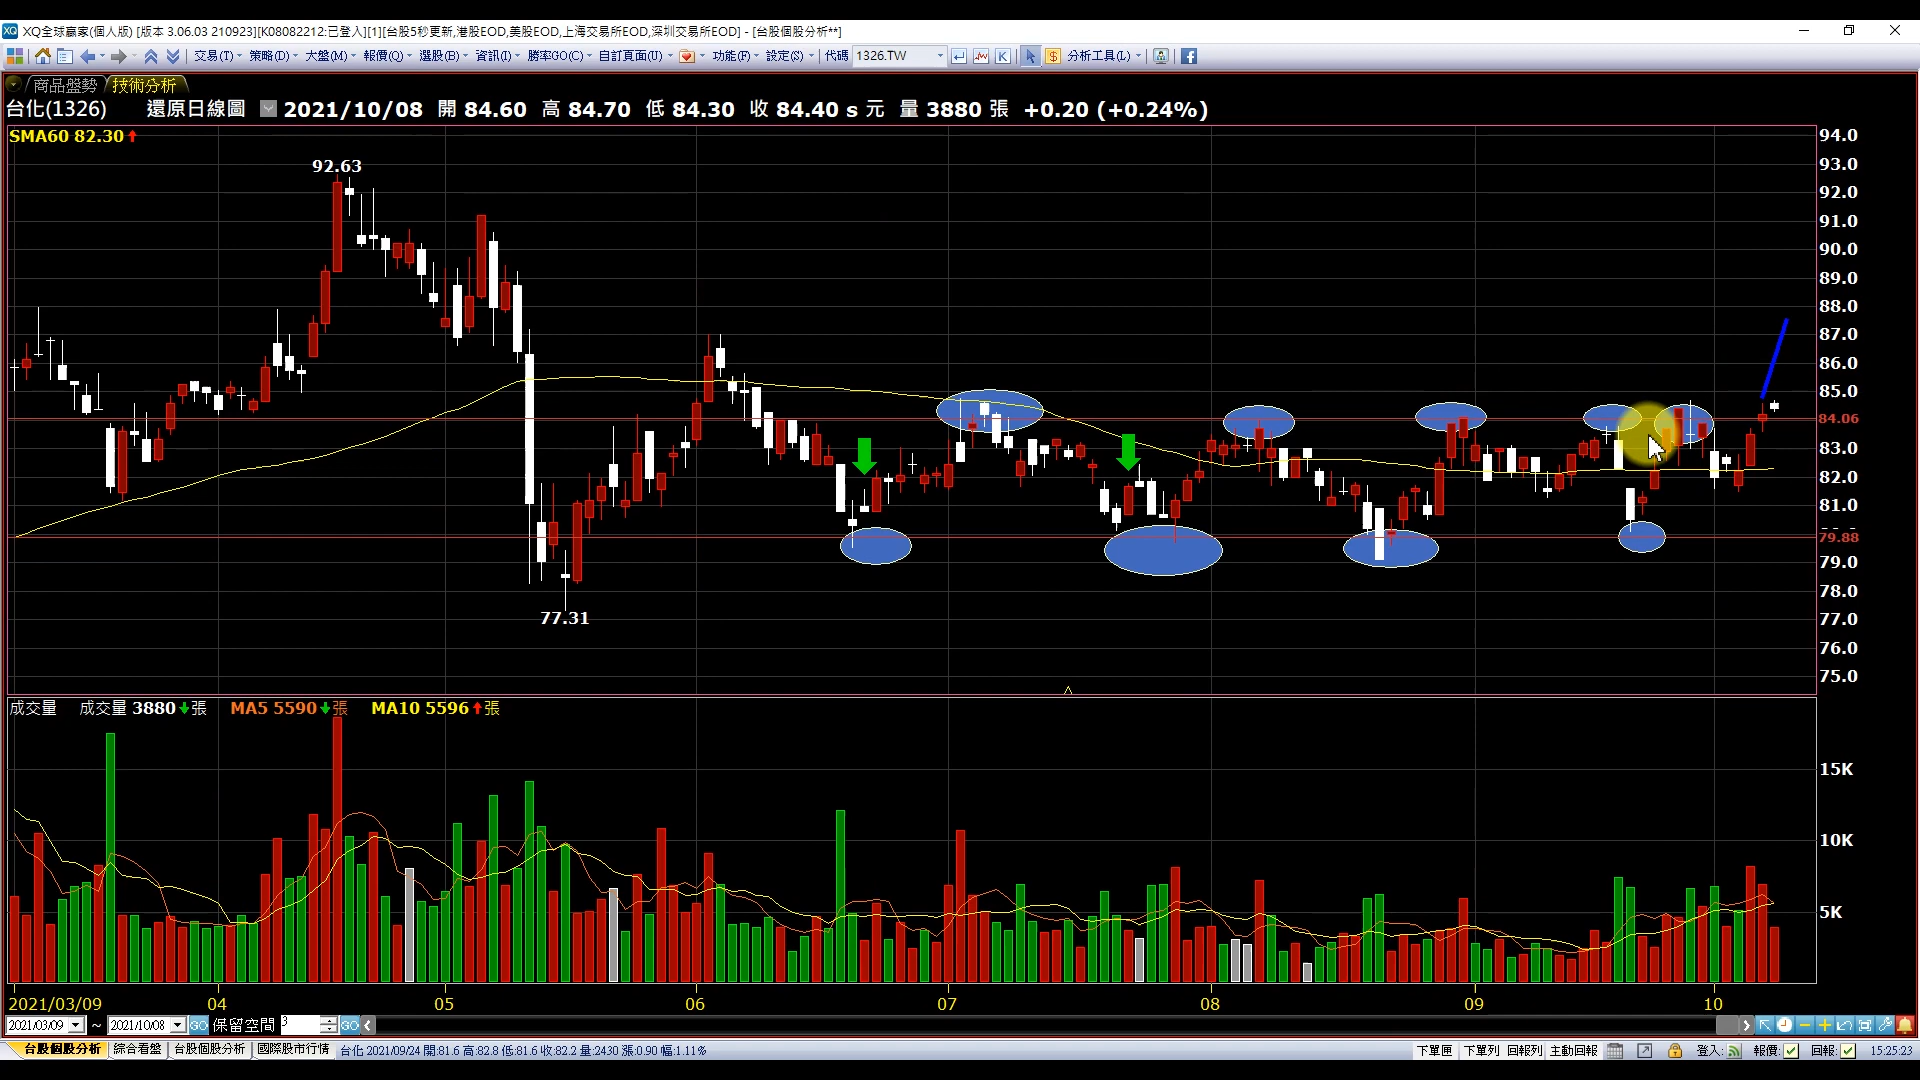 XQ全球贏家(個人版) [版本 3.06.03 210923][K08082212:已登入][1][台股5秒更新,港股EOD,美股EOD,上海交易所EOD,深圳交易所EOD] - [台股個股分析**]
交易(T) 策略(D) 大盤(M) 報價(Q) 選股(B) 資訊(I) 勝率GO(C) 自訂頁面(U) 功能(F) 設定(S) 代碼 1326.TW K $ 分析工具(L)
商品盤勢 技術分析
台化(1326) 還原日線圖 2021/10/08 開 84.60 高 84.70 低 84.30 收 84.40 s 元 量 3880 張 +0.20 (+0.24%)
SMA60 82.30
92.63
77.31
94.0
93.0
92.0
91.0
90.0
89.0
88.0
87.0
86.0
85.0
84.06
83.0
82.0
81.0
79.88
79.0
78.0
77.0
76.0
75.0
成交量 成交量 3880 張 MA5 5590 張 MA10 5596 張
15K
10K
5K
2021/03/09 04 05 06 07 08 09 10
2021/03/09 ~ 2021/10/08 GO 保留空間 3 GO
台股個股分析 綜合看盤 台股個股分析 國際股市行情 台化 2021/09/24 開:81.6 高:82.8 低:81.6 收:82.2 量:2430 漲:0.90 幅:1.11% 下單匣 下單列 回報列 主動回報 登入: 報價: 回報: 15:25:23